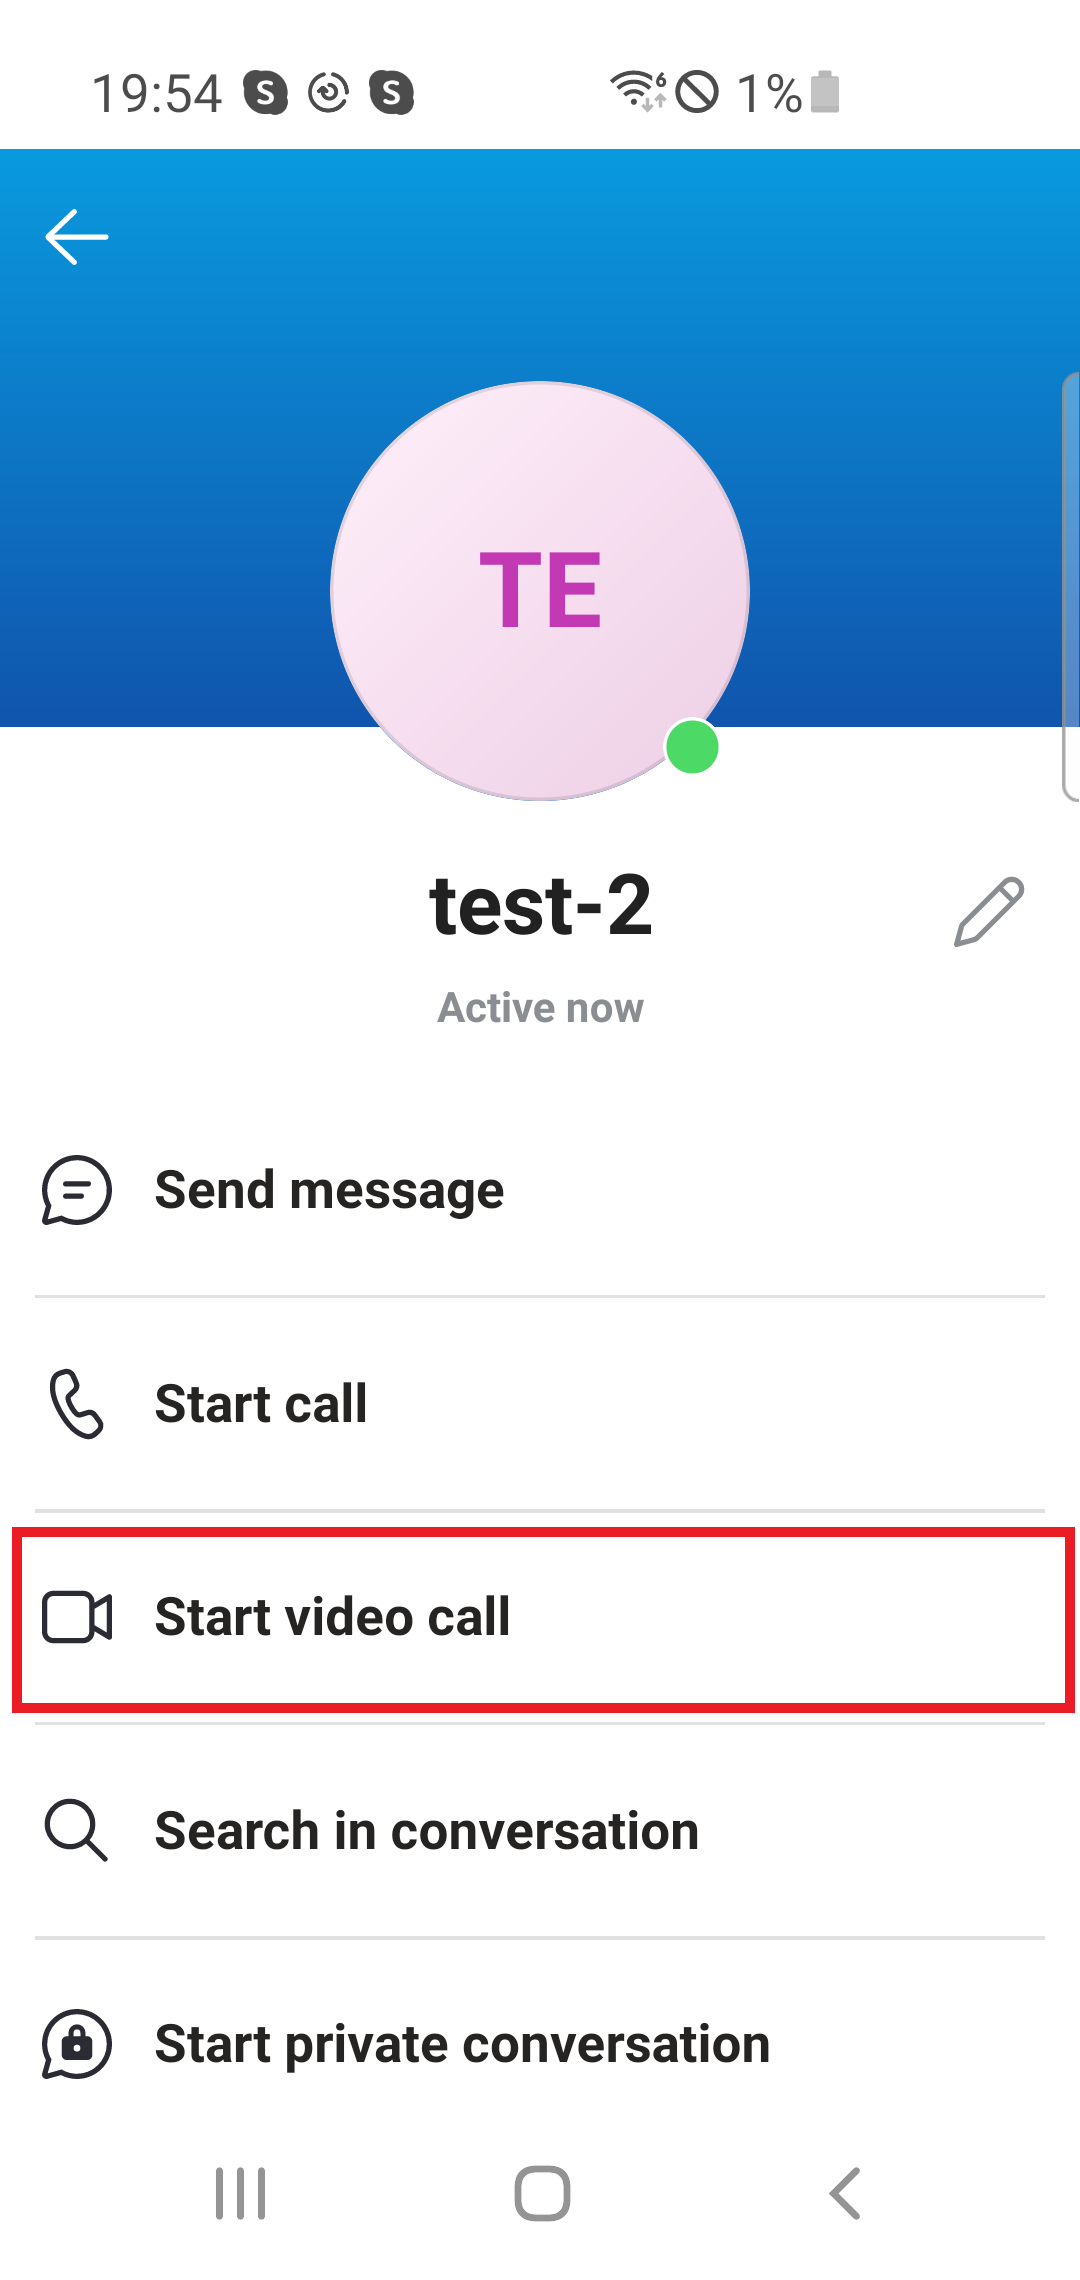 19:54 S S 6 1%
TE
test-2
Active now
Send message
Start call
Start video call
Search in conversation
Start private conversation